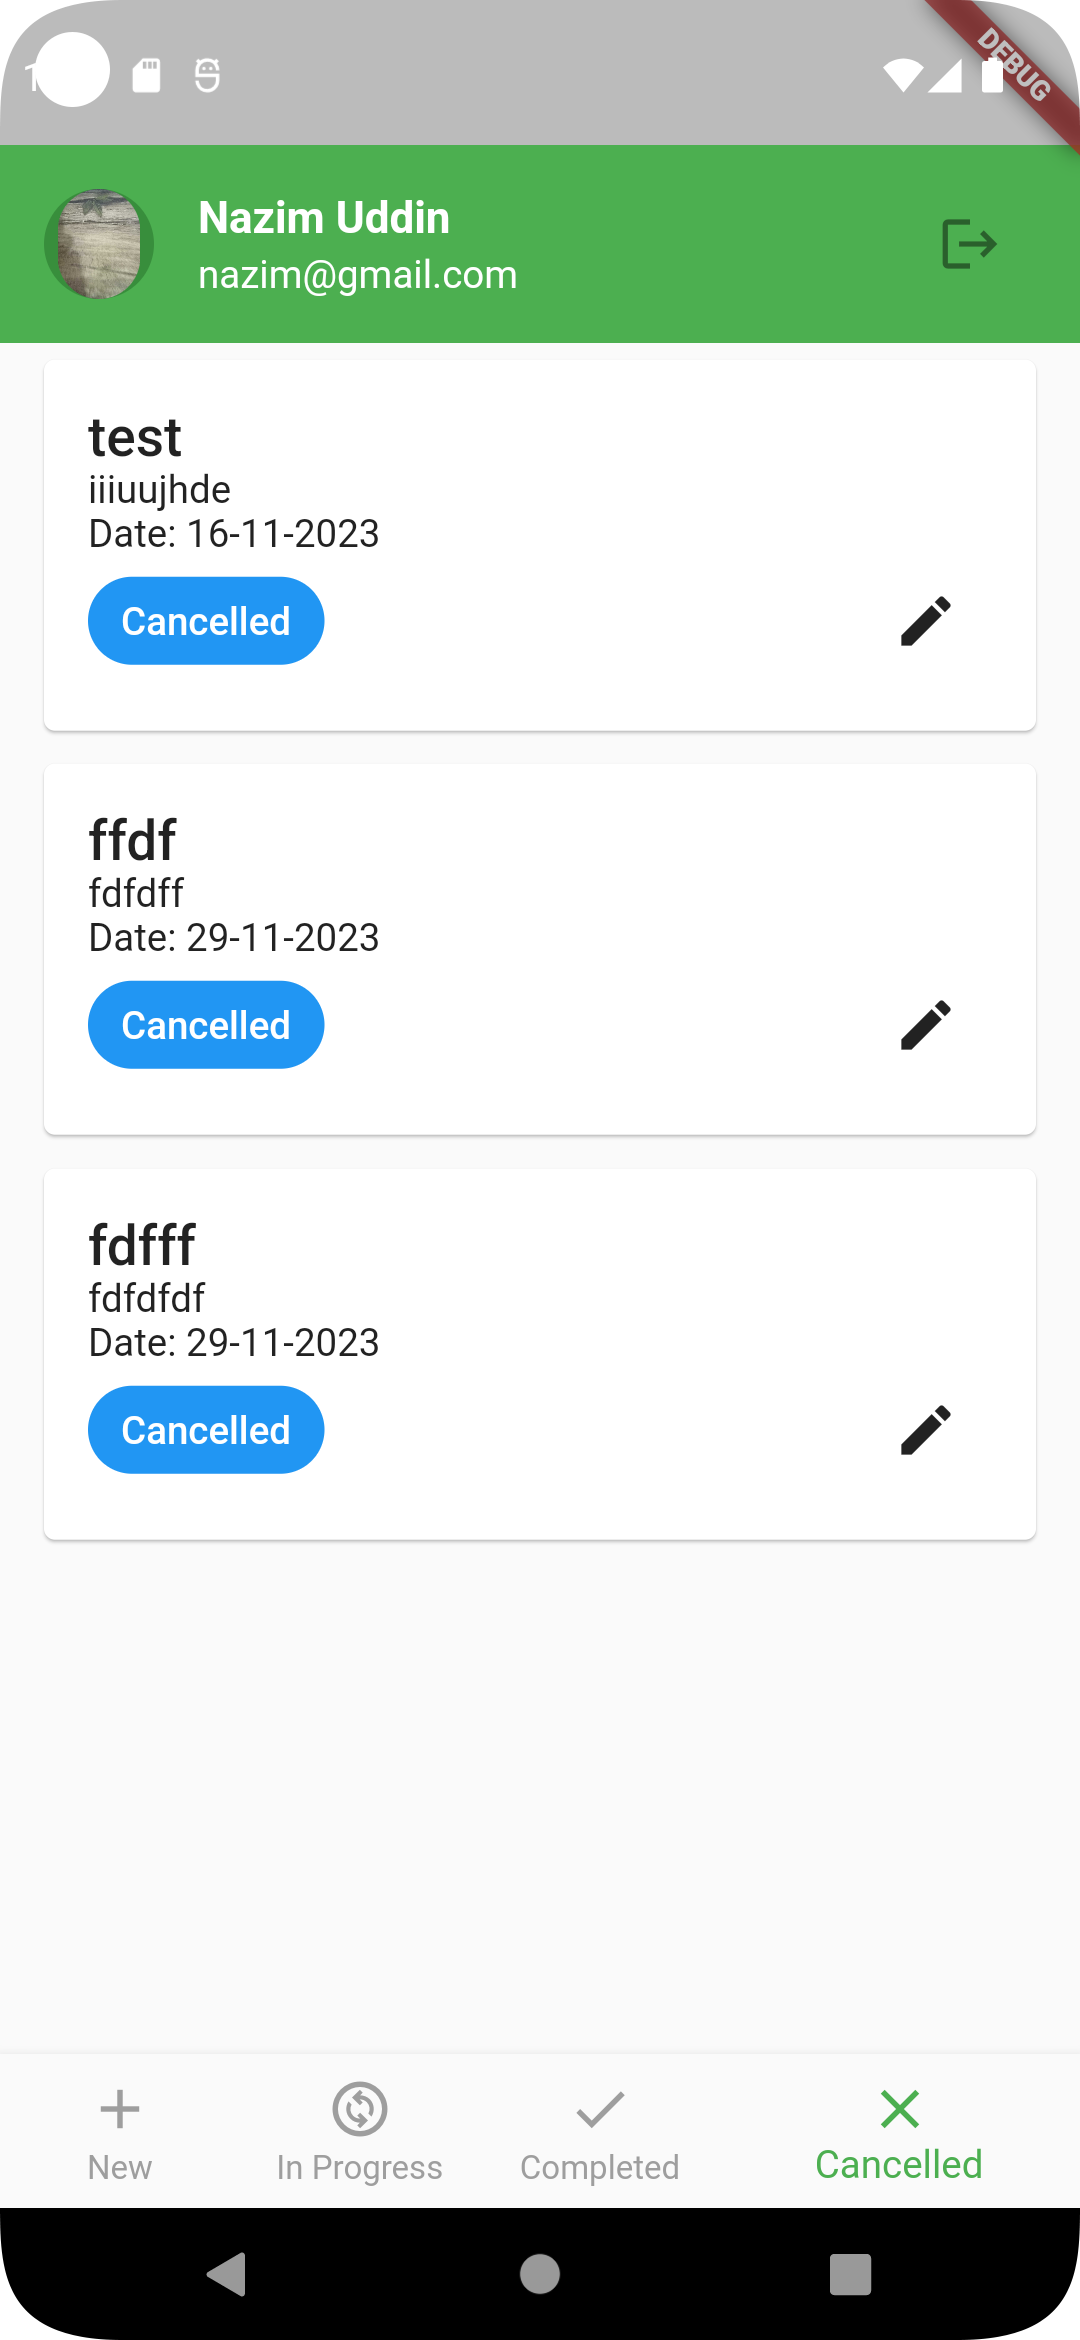 DEBUG
Nazim Uddin
nazim@gmail.com
test
iiiuujhde
Date: 16-11-2023
Cancelled
ffdf
fdfdff
Date: 29-11-2023
Cancelled
fdfff
fdfdfdf
Date: 29-11-2023
Cancelled
New
In Progress
Completed
Cancelled